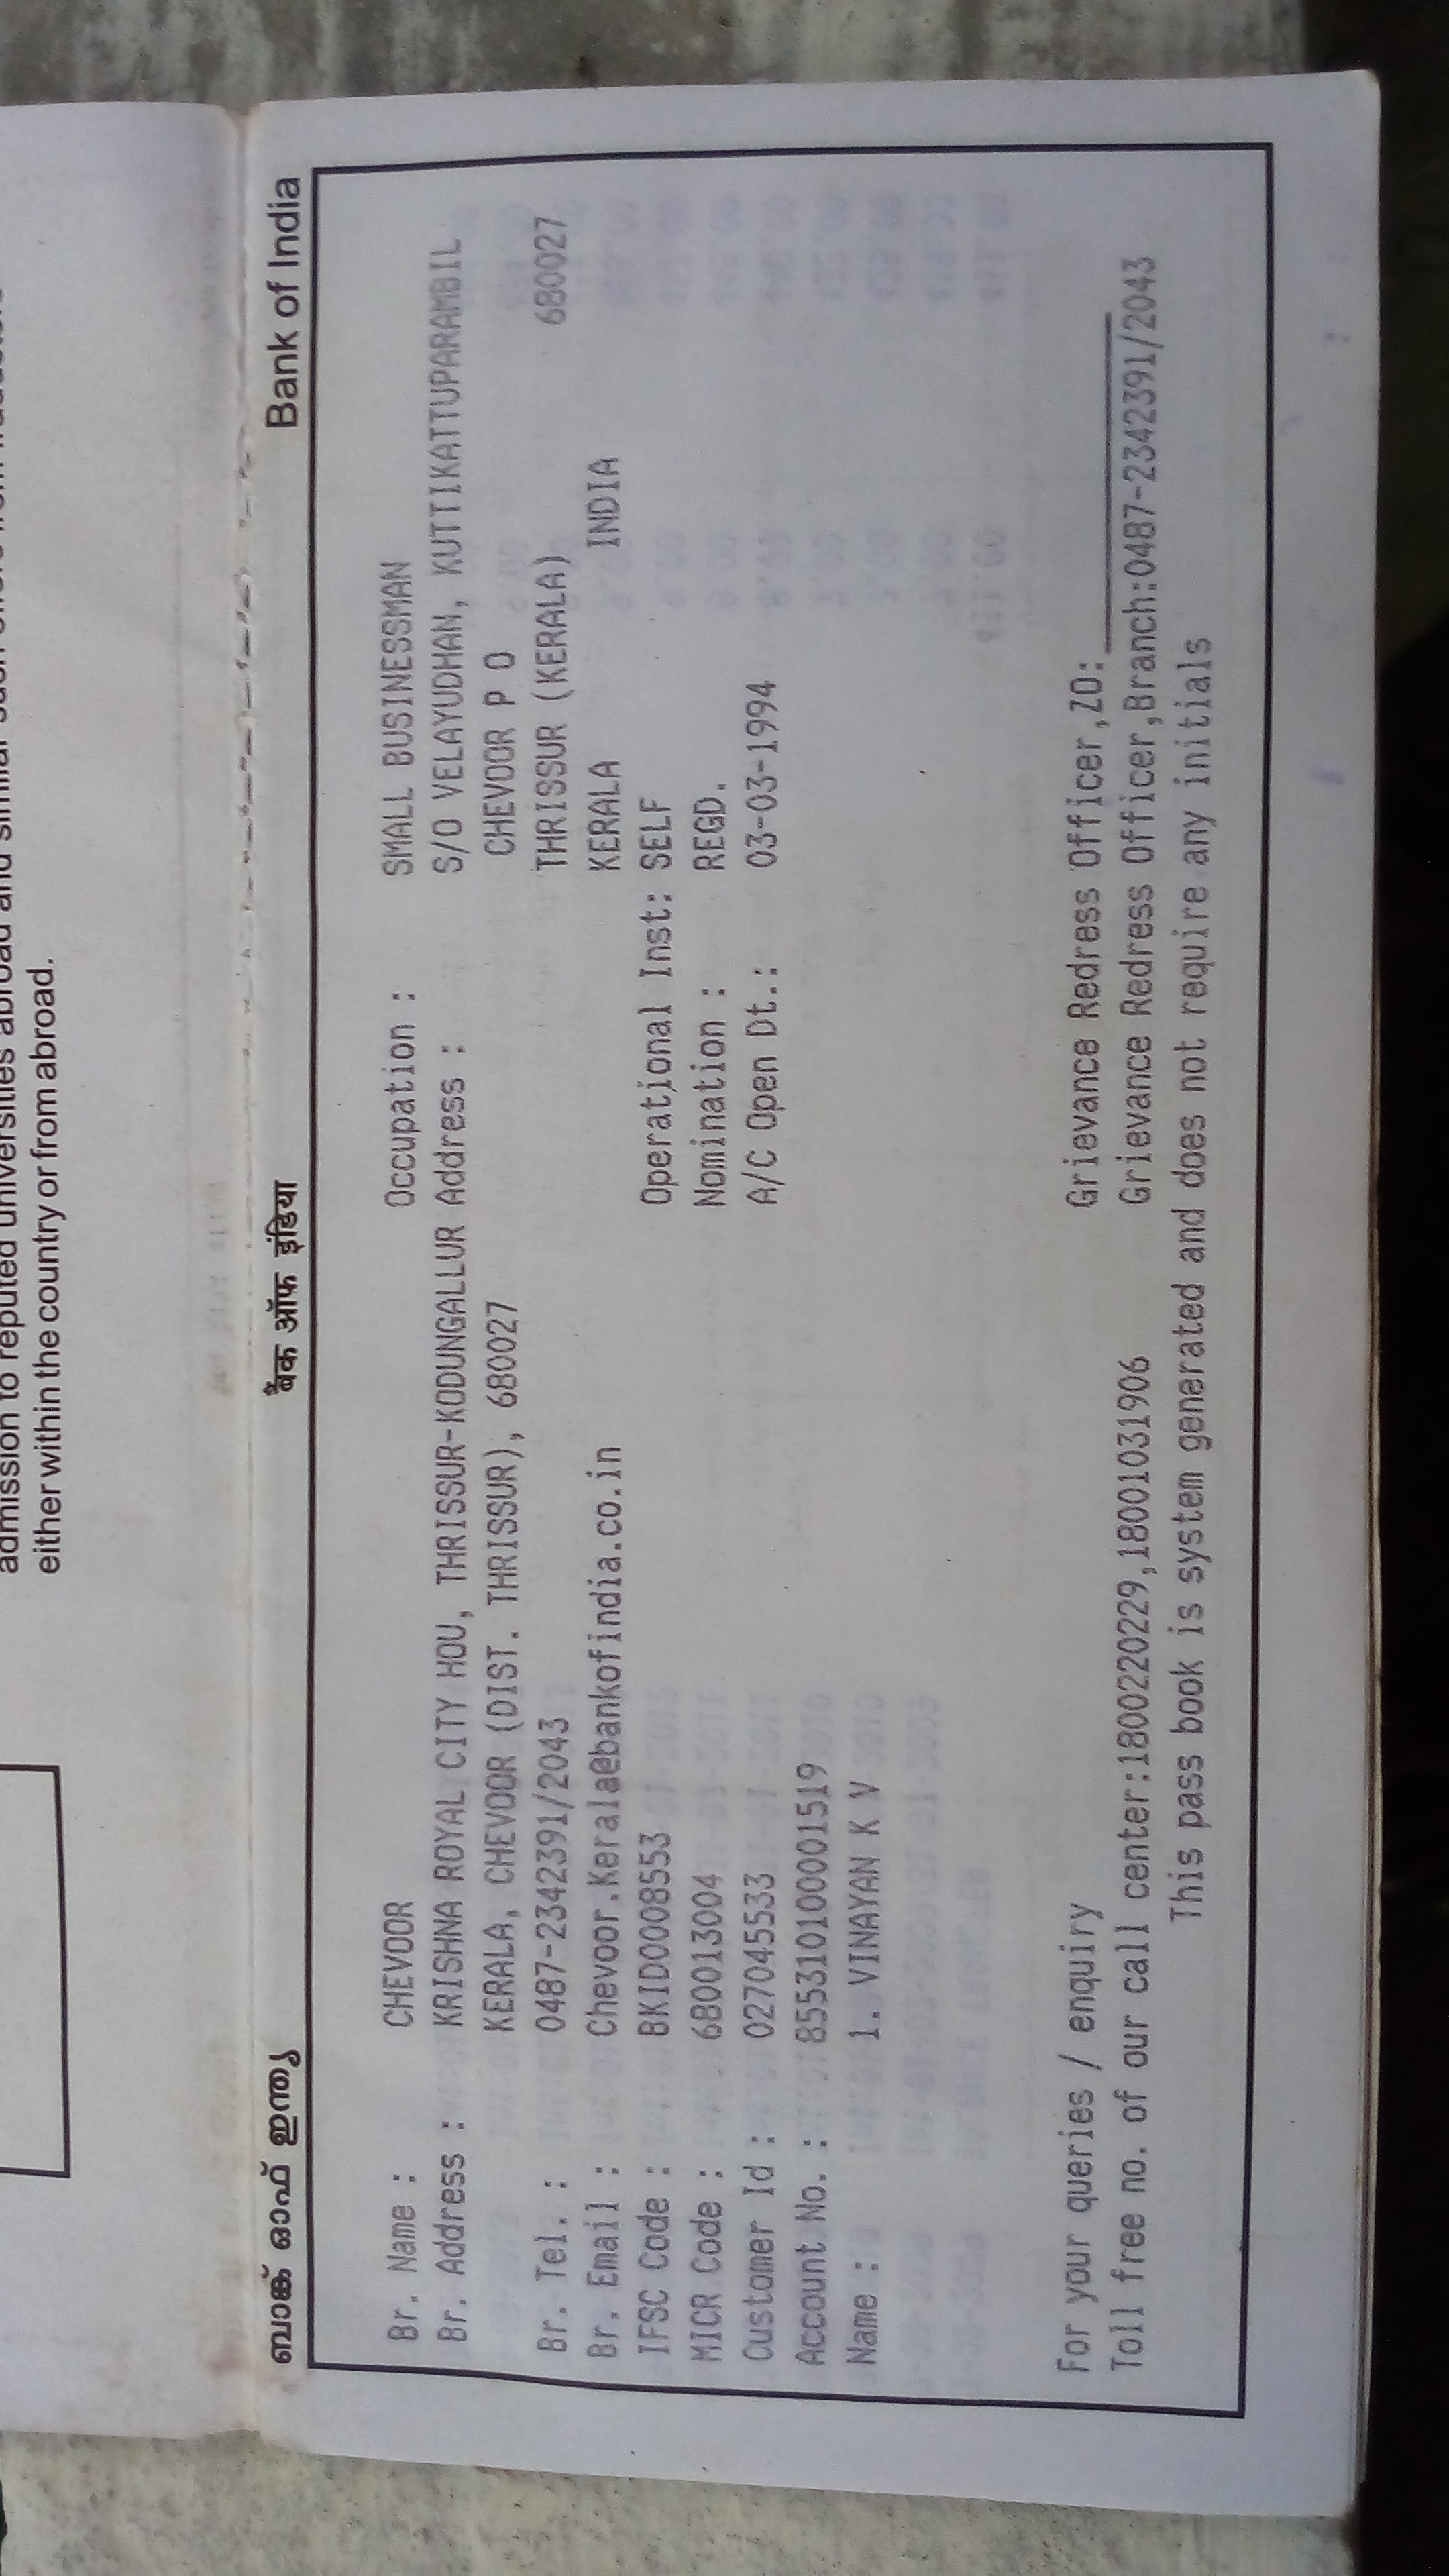 admission to reputed universities abroad and similar such
either within the country or from abroad.
ബാങ്ക് ഓഫ് ഇന്ത്യ बैंक ऑफ इंडिया Bank of India
Br. Name : CHEVOOR Occupation : SMALL BUSINESSMAN
Br. Address : KRISHNA ROYAL CITY HOU, THRISSUR-KODUNGALLUR Address : S/O VELAYUDHAN, KUTTIKATTUPARAMBIL
KERALA, CHEVOOR (DIST. THRISSUR), 680027 CHEVOOR P O
Br. Tel. : 0487-2342391/2043 THRISSUR (KERALA) 680027
Br. Email : Chevoor.Kerala@bankofindia.co.in KERALA INDIA
IFSC Code : BKID0008553 Operational Inst: SELF
MICR Code : 680013004 Nomination : REGD.
Customer Id : 027045533 A/C Open Dt.: 03-03-1994
Account No. : 855310100001519
Name : 1. VINAYAN K V
For your queries / enquiry Grievance Redress Officer,ZO:
Toll free no. of our call center:1800220229,18001031906 Grievance Redress Officer,Branch:0487-2342391/2043
This pass book is system generated and does not require any initials